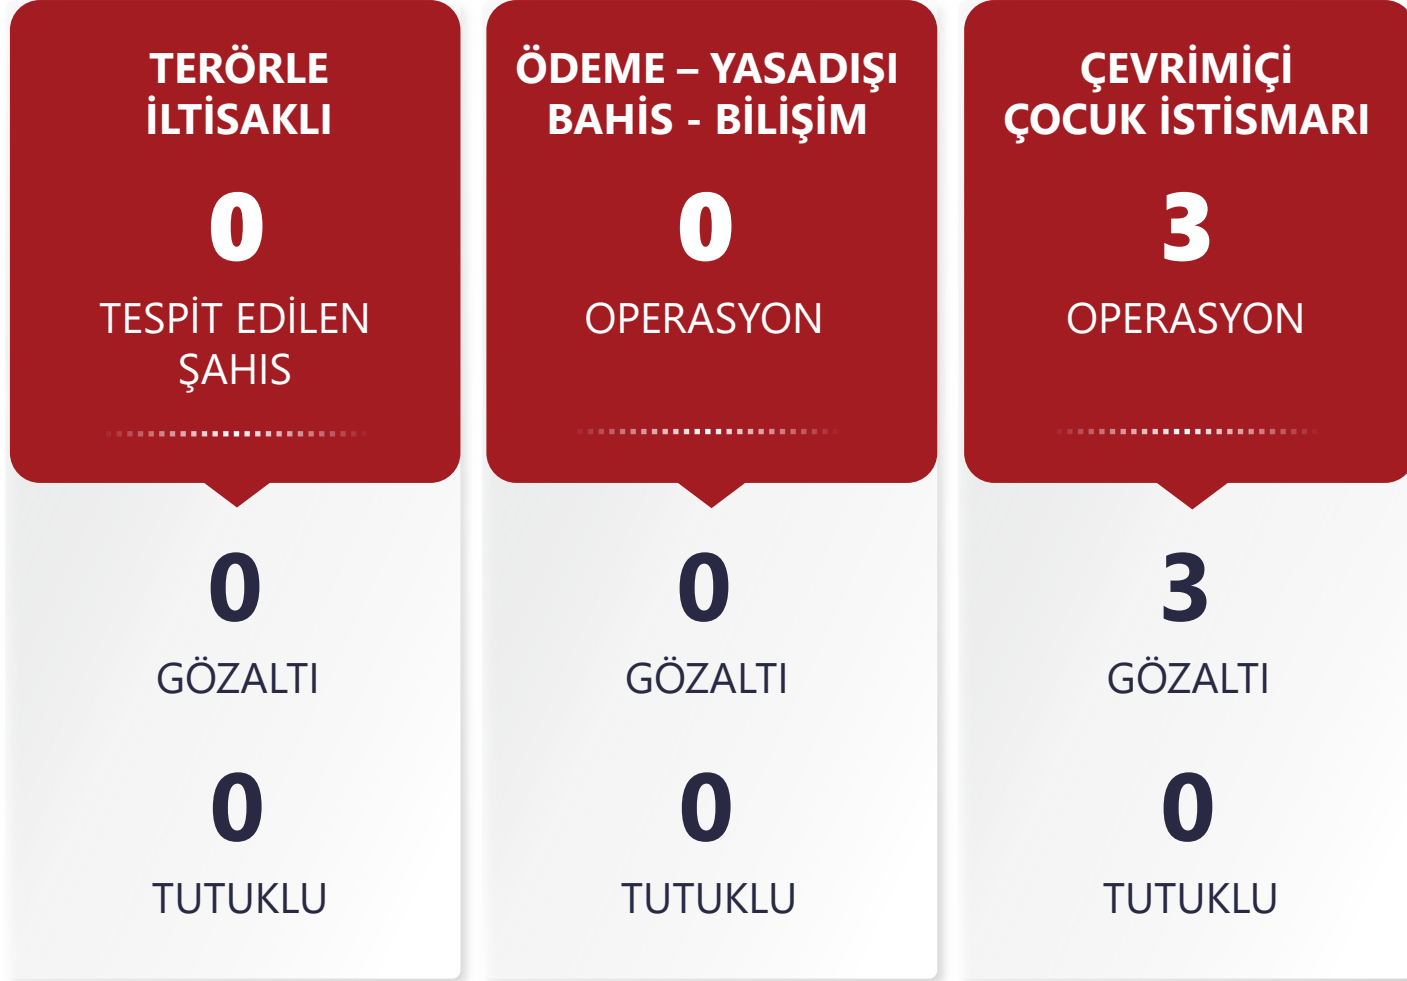 TERÖRLE
İLTİSAKLI
0
TESPİT EDİLEN
ŞAHIS
0
GÖZALTI
0
TUTUKLU
ÖDEME – YASADIŞI
BAHİS - BİLİŞİM
0
OPERASYON
0
GÖZALTI
0
TUTUKLU
ÇEVRİMİÇİ
ÇOCUK İSTİSMARI
3
OPERASYON
3
GÖZALTI
0
TUTUKLU